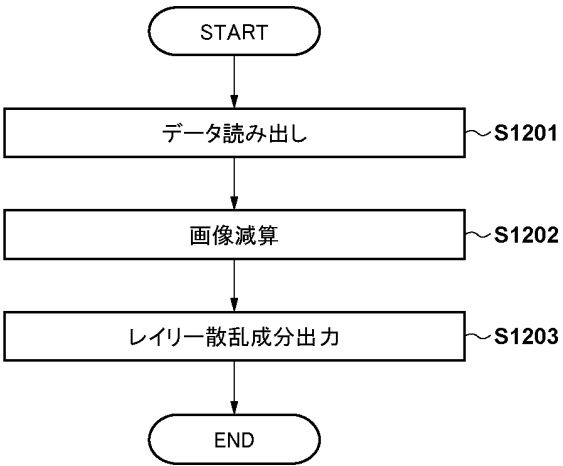 START
データ読み出し
S1201
画像減算
S1202
レイリー散乱成分出力
S1203
END